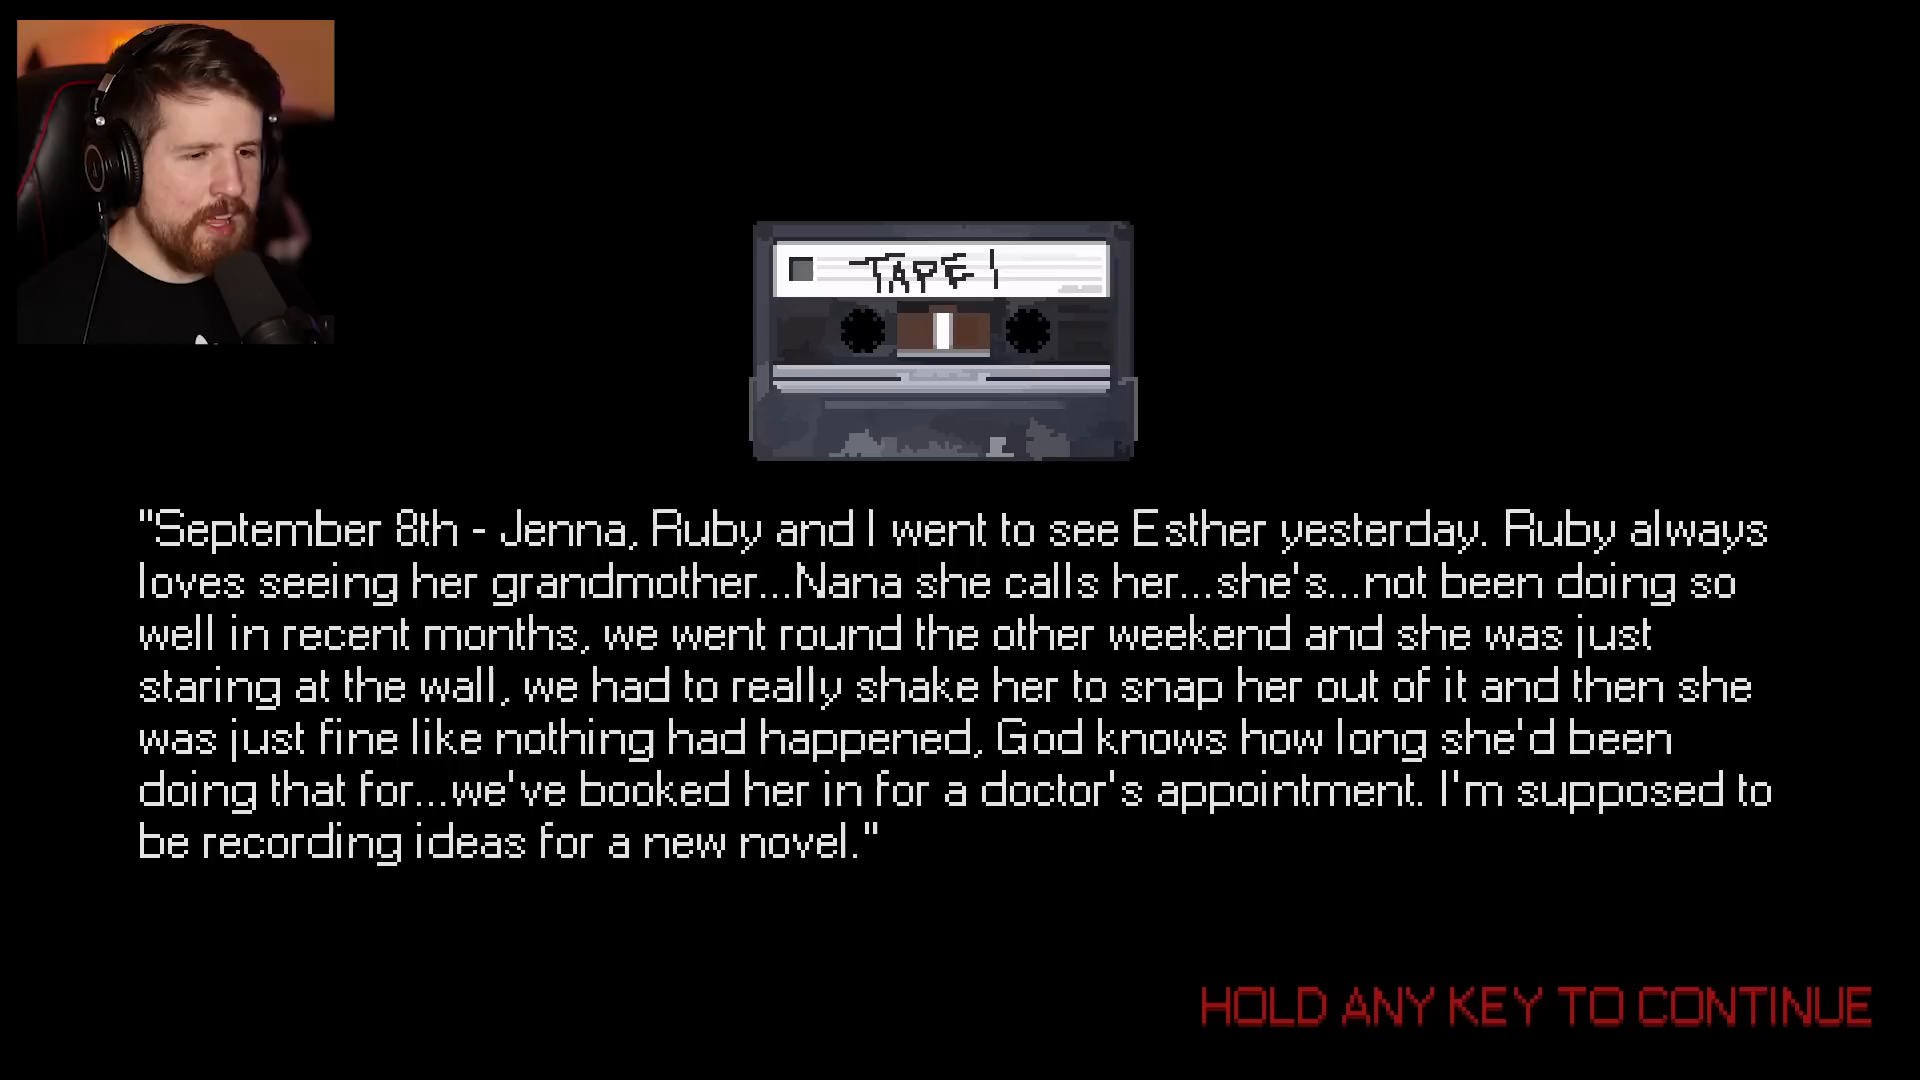 TAPE 1
"September 8th - Jenna, Ruby and I went to see Esther yesterday. Ruby always
loves seeing her grandmother...Nana she calls her...she's...not been doing so
well in recent months, we went round the other weekend and she was just
staring at the wall, we had to really shake her to snap her out of it and then she
was just fine like nothing had happened, God knows how long she'd been
doing that for...we've booked her in for a doctor's appointment. I'm supposed to
be recording ideas for a new novel."
HOLD ANY KEY TO CONTINUE